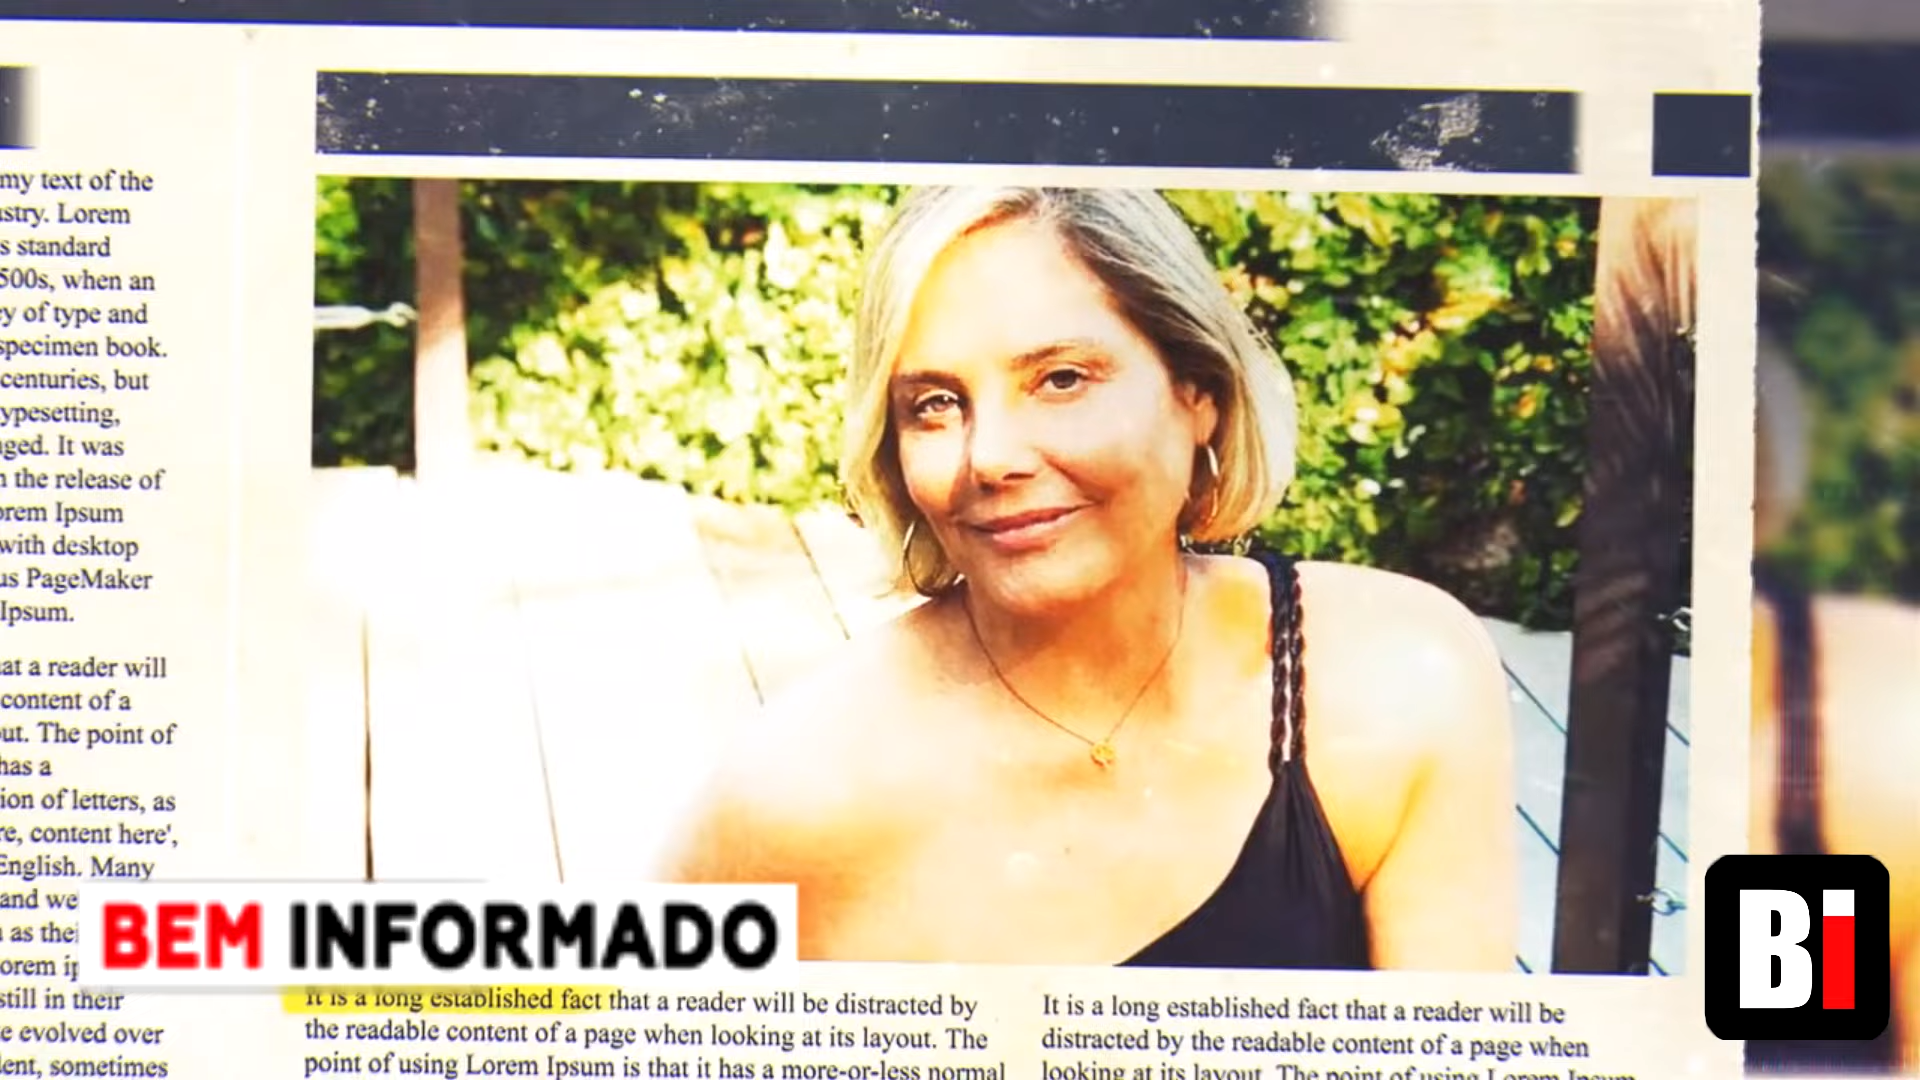 my text of the
stry. Lorem
s standard
500s, when an
y of type and
specimen book.
centuries, but
ypesetting,
ged. It was
the release of
rem Ipsum
with desktop
us PageMaker
Ipsum.
at a reader will
content of a
out. The point of
has a
ion of letters, as
re, content here',
English. Many
and we
as thei
orem ip
still in their
e evolved over
lent, sometimes
BEM INFORMADO
It is a long established fact that a reader will be distracted by
the readable content of a page when looking at its layout. The
point of using Lorem Ipsum is that it has a more-or-less normal
It is a long established fact that a reader will be
distracted by the readable content of a page when
looking at its layout. The point of using Lorem Ipsum
Bi